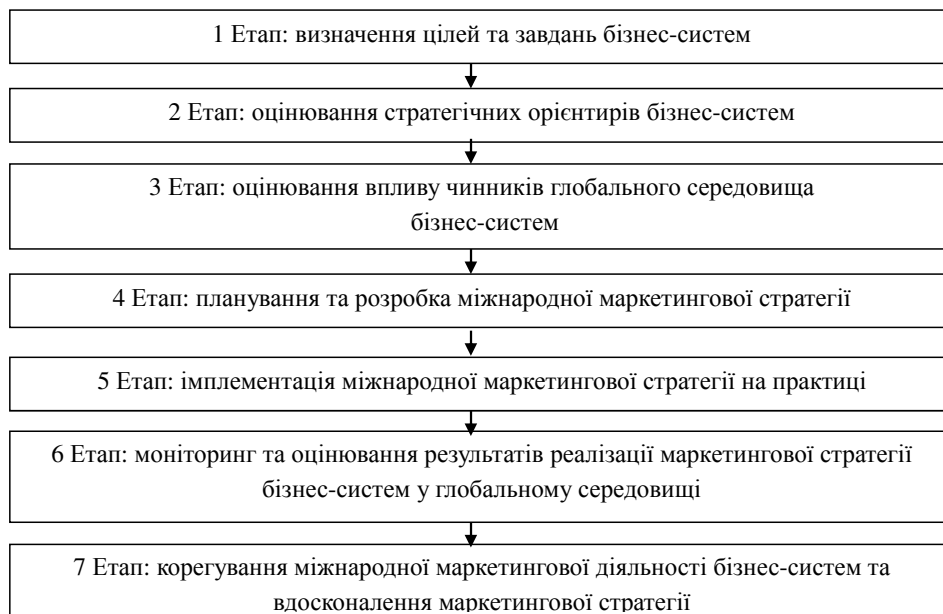 1 Етап: визначення цілей та завдань бізнес-систем
2 Етап: оцінювання стратегічних орієнтирів бізнес-систем
3 Етап: оцінювання впливу чинників глобального середовища
бізнес-систем
4 Етап: планування та розробка міжнародної маркетингової стратегії
5 Етап: імплементація міжнародної маркетингової стратегії на практиці
6 Етап: моніторинг та оцінювання результатів реалізації маркетингової стратегії
бізнес-систем у глобальному середовищі
7 Етап: корегування міжнародної маркетингової діяльності бізнес-систем та
вдосконалення маркетингової стратегії